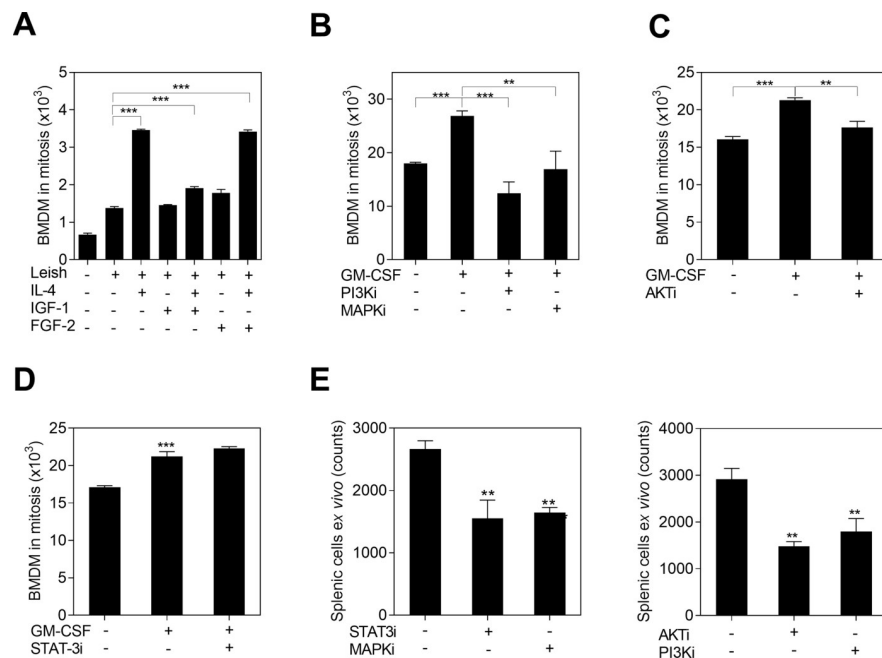 A
BMDM in mitosis (x10³)
5
4
3
2
1
0
***
***
***
Leish - + + + + + +
IL-4 - - + - + - +
IGF-1 - - - + + - -
FGF-2 - - - - - + +
B
BMDM in mitosis (x10³)
30
20
10
0
**
*** ***
GM-CSF - + + +
PI3Ki - - + -
MAPKi - - - +
C
BMDM in mitosis (x10³)
25
20
15
10
5
0
*** **
GM-CSF - + +
AKTi - - +
D
BMDM in mitosis (x10³)
25
20
15
10
5
0
***
GM-CSF - + +
STAT-3i - - +
E
Splenic cells ex vivo (counts)
3000
2000
1000
0
** **
STAT3i - + -
MAPKi - - +
Splenic cells ex vivo (counts)
4000
3000
2000
1000
0
** **
AKTi - + -
PI3Ki - - +